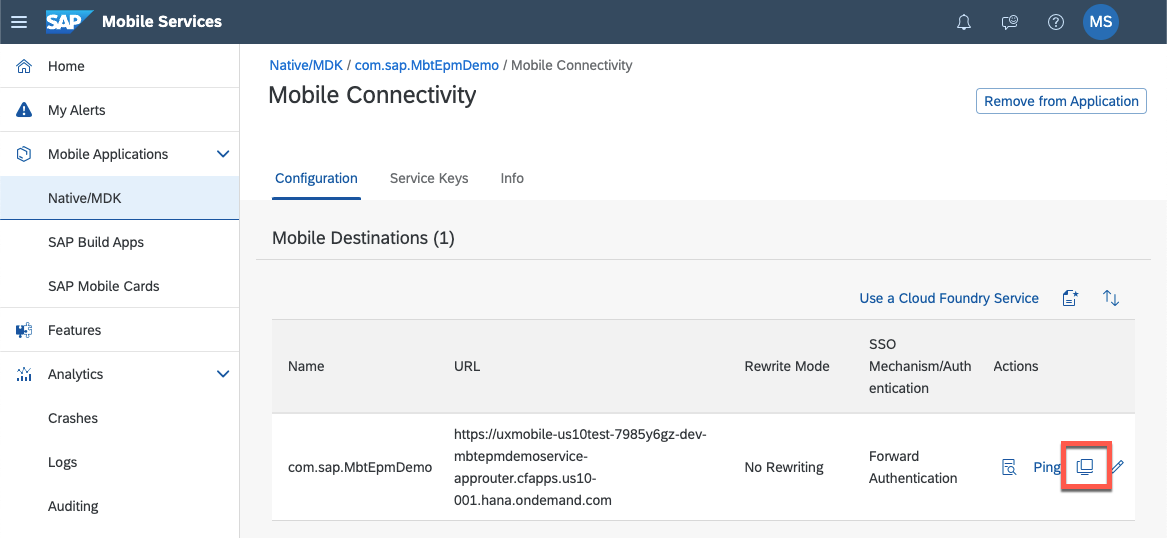 SAP Mobile Services
MS
Home
My Alerts
Mobile Applications
Native/MDK
SAP Build Apps
SAP Mobile Cards
Features
Analytics
Crashes
Logs
Auditing
Native/MDK / com.sap.MbtEpmDemo / Mobile Connectivity
Mobile Connectivity
Remove from Application
Configuration Service Keys Info
Mobile Destinations (1)
Use a Cloud Foundry Service
Name URL Rewrite Mode SSO
Mechanism/Auth
entication Actions
com.sap.MbtEpmDemo
https://uxmobile-us10test-7985y6gz-dev-
mbtepmdemoservice-
approuter.cfapps.us10-
001.hana.ondemand.com
No Rewriting
Forward
Authentication
Ping